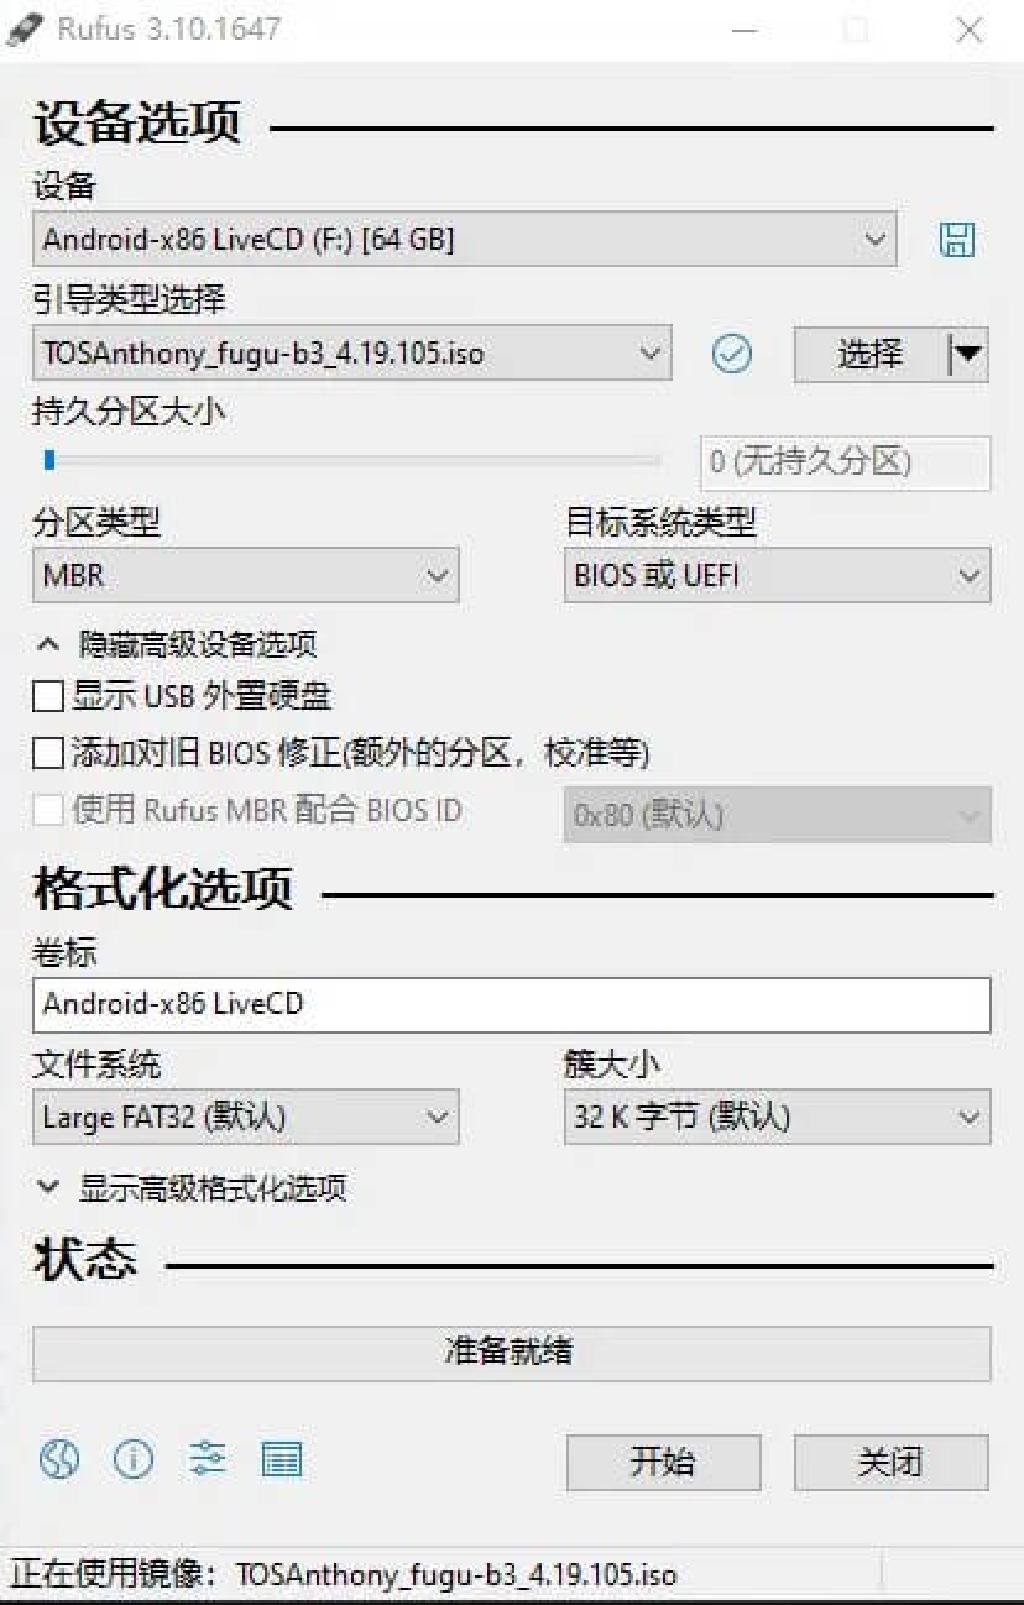 Rufus 3.10.1647
设备选项
设备
Android-x86 LiveCD (F:) [64 GB]
引导类型选择
TOSAnthony_fugu-b3_4.19.105.iso
选择
持久分区大小
0 (无持久分区)
分区类型
目标系统类型
MBR
BIOS 或 UEFI
隐藏高级设备选项
显示 USB 外置硬盘
添加对旧 BIOS 修正(额外的分区，校准等)
使用 Rufus MBR 配合 BIOS ID
0x80 (默认)
格式化选项
卷标
Android-x86 LiveCD
文件系统
簇大小
Large FAT32 (默认)
32 K 字节 (默认)
显示高级格式化选项
状态
准备就绪
开始
关闭
正在使用镜像：TOSAnthony_fugu-b3_4.19.105.iso